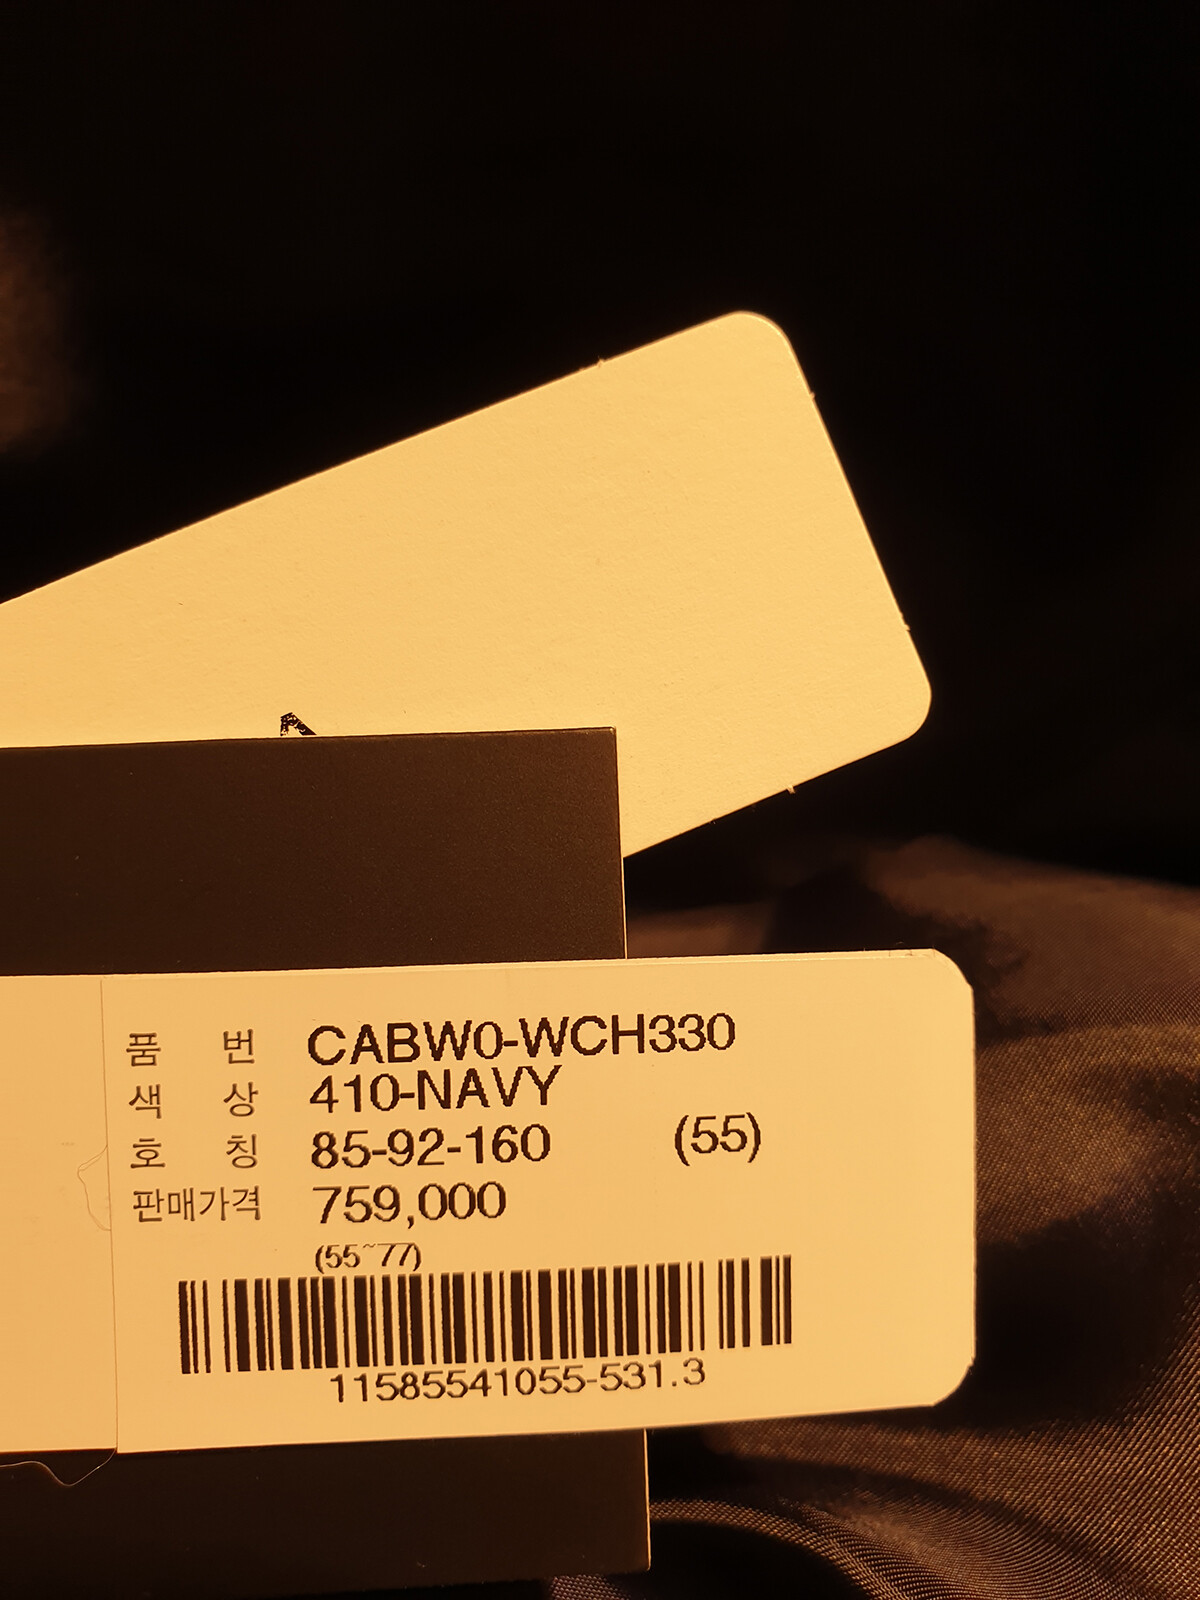 품 번 CABW0-WCH330
색 상 410-NAVY
호 칭 85-92-160 (55)
판매가격 759,000
(55~77)
11585541055-531.3